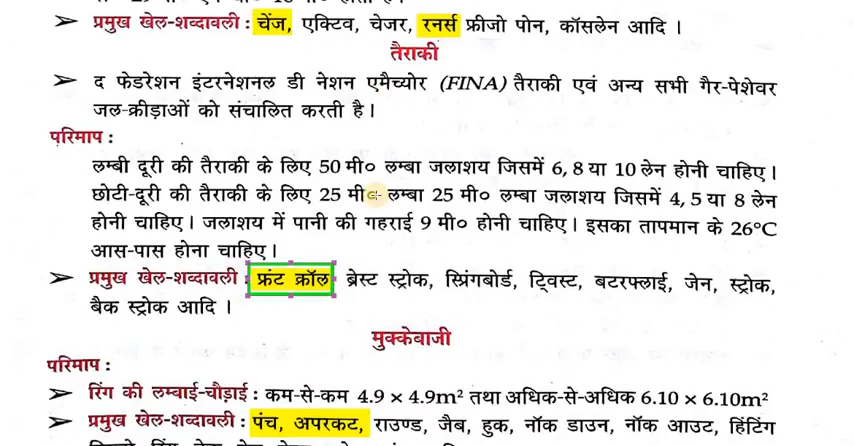 ➤ प्रमुख खेल-शब्दावली : चेंज, एक्टिव, चेजर, रनर्स फ्रीजो पोन, कॉसलेन आदि ।
तैराकी
➤ द फेडरेशन इंटरनेशनल डी नेशन एमैच्योर (FINA) तैराकी एवं अन्य सभी गैर-पेशेवर
जल-क्रीड़ाओं को संचालित करती है।
परिमाप :
लम्बी दूरी की तैराकी के लिए 50 मी० लम्बा जलाशय जिसमें 6, 8 या 10 लेन होनी चाहिए।
छोटी-दूरी की तैराकी के लिए 25 मी० लम्बा 25 मी० लम्बा जलाशय जिसमें 4, 5 या 8 लेन
होनी चाहिए। जलाशय में पानी की गहराई 9 मी० होनी चाहिए। इसका तापमान के 26°C
आस-पास होना चाहिए।
➤ प्रमुख खेल-शब्दावली : फ्रंट क्रॉल ब्रेस्ट स्ट्रोक, स्प्रिंगबोर्ड, ट्विस्ट, बटरफ्लाई, जेन, स्ट्रोक,
बैक स्ट्रोक आदि ।
मुक्केबाजी
परिमाप :
➤ रिंग की लम्बाई-चौड़ाई : कम-से-कम 4.9 × 4.9m² तथा अधिक-से-अधिक 6.10 × 6.10m²
➤ प्रमुख खेल-शब्दावली : पंच, अपरकट, राउण्ड, जैब, हुक, नॉक डाउन, नॉक आउट, हिंटिंग